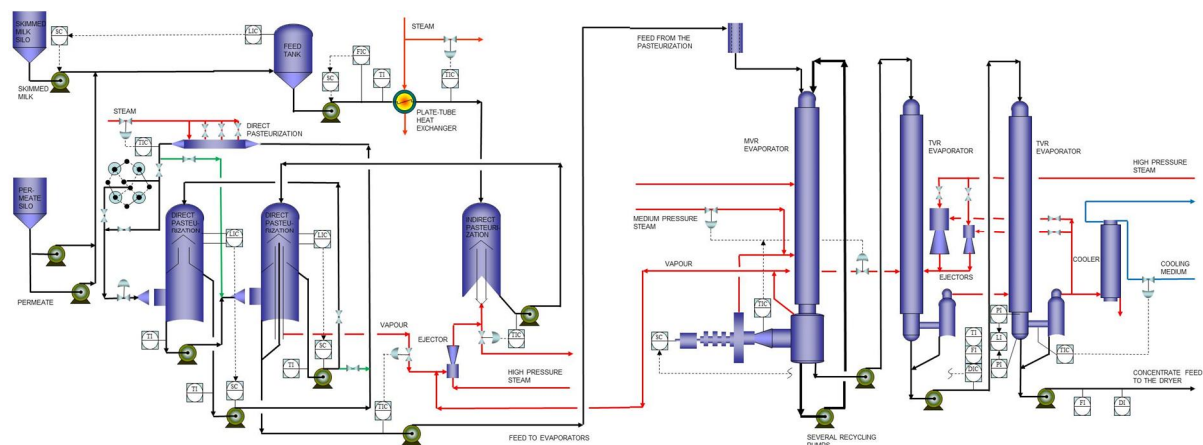 SKIMMED
MILK
SILO
SC
LIC
FEED
TANK
STEAM
SKIMMED
MILK
SC
FIC
TI
TIC
PLATE-TUBE
HEAT
EXCHANGER
FEED FROM THE
PASTEURIZATION
STEAM
TIC
DIRECT
PASTEURIZATION
MVR
EVAPORATOR
TVR
EVAPORATOR
TVR
EVAPORATOR
HIGH PRESSURE
STEAM
PER-
MEATE
SILO
DIRECT
PASTEU-
RIZATION
LIC
DIRECT
PASTEU-
RIZATION
LIC
INDIRECT
PASTEURI-
ZATION
MEDIUM PRESSURE
STEAM
VAPOUR
EJECTORS
COOLER
COOLING
MEDIUM
PERMEATE
TI
SC
TI
SC
TI
VAPOUR
EJECTOR
TIC
HIGH PRESSURE
STEAM
TIC
SC
TIC
TI
FI
DIC
FI
LI
FI
TIC
CONCENTRATE FEED
TO THE DRYER
FI
DI
FEED TO EVAPORATORS
SEVERAL RECYCLING
PUMPS